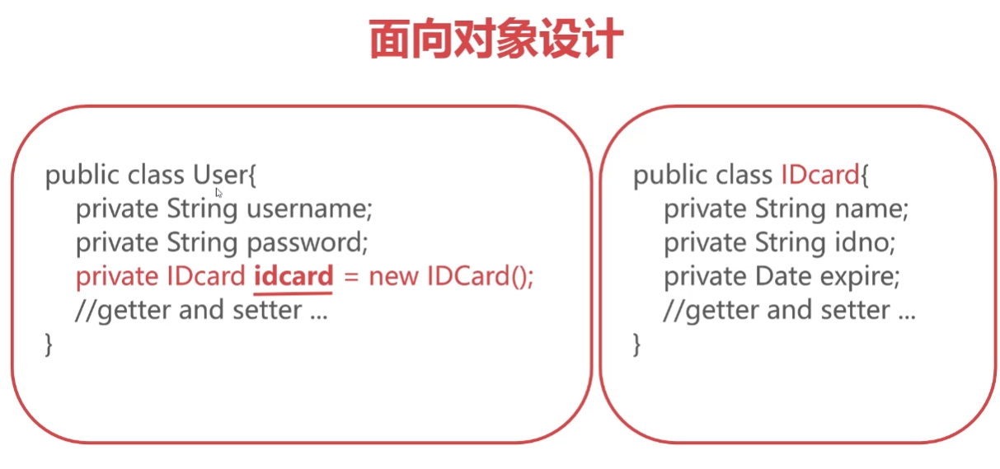 面向对象设计
public class User{
private String username;
private String password;
private IDcard idcard = new IDCard();
//getter and setter ...
}
public class IDcard{
private String name;
private String idno;
private Date expire;
//getter and setter ...
}